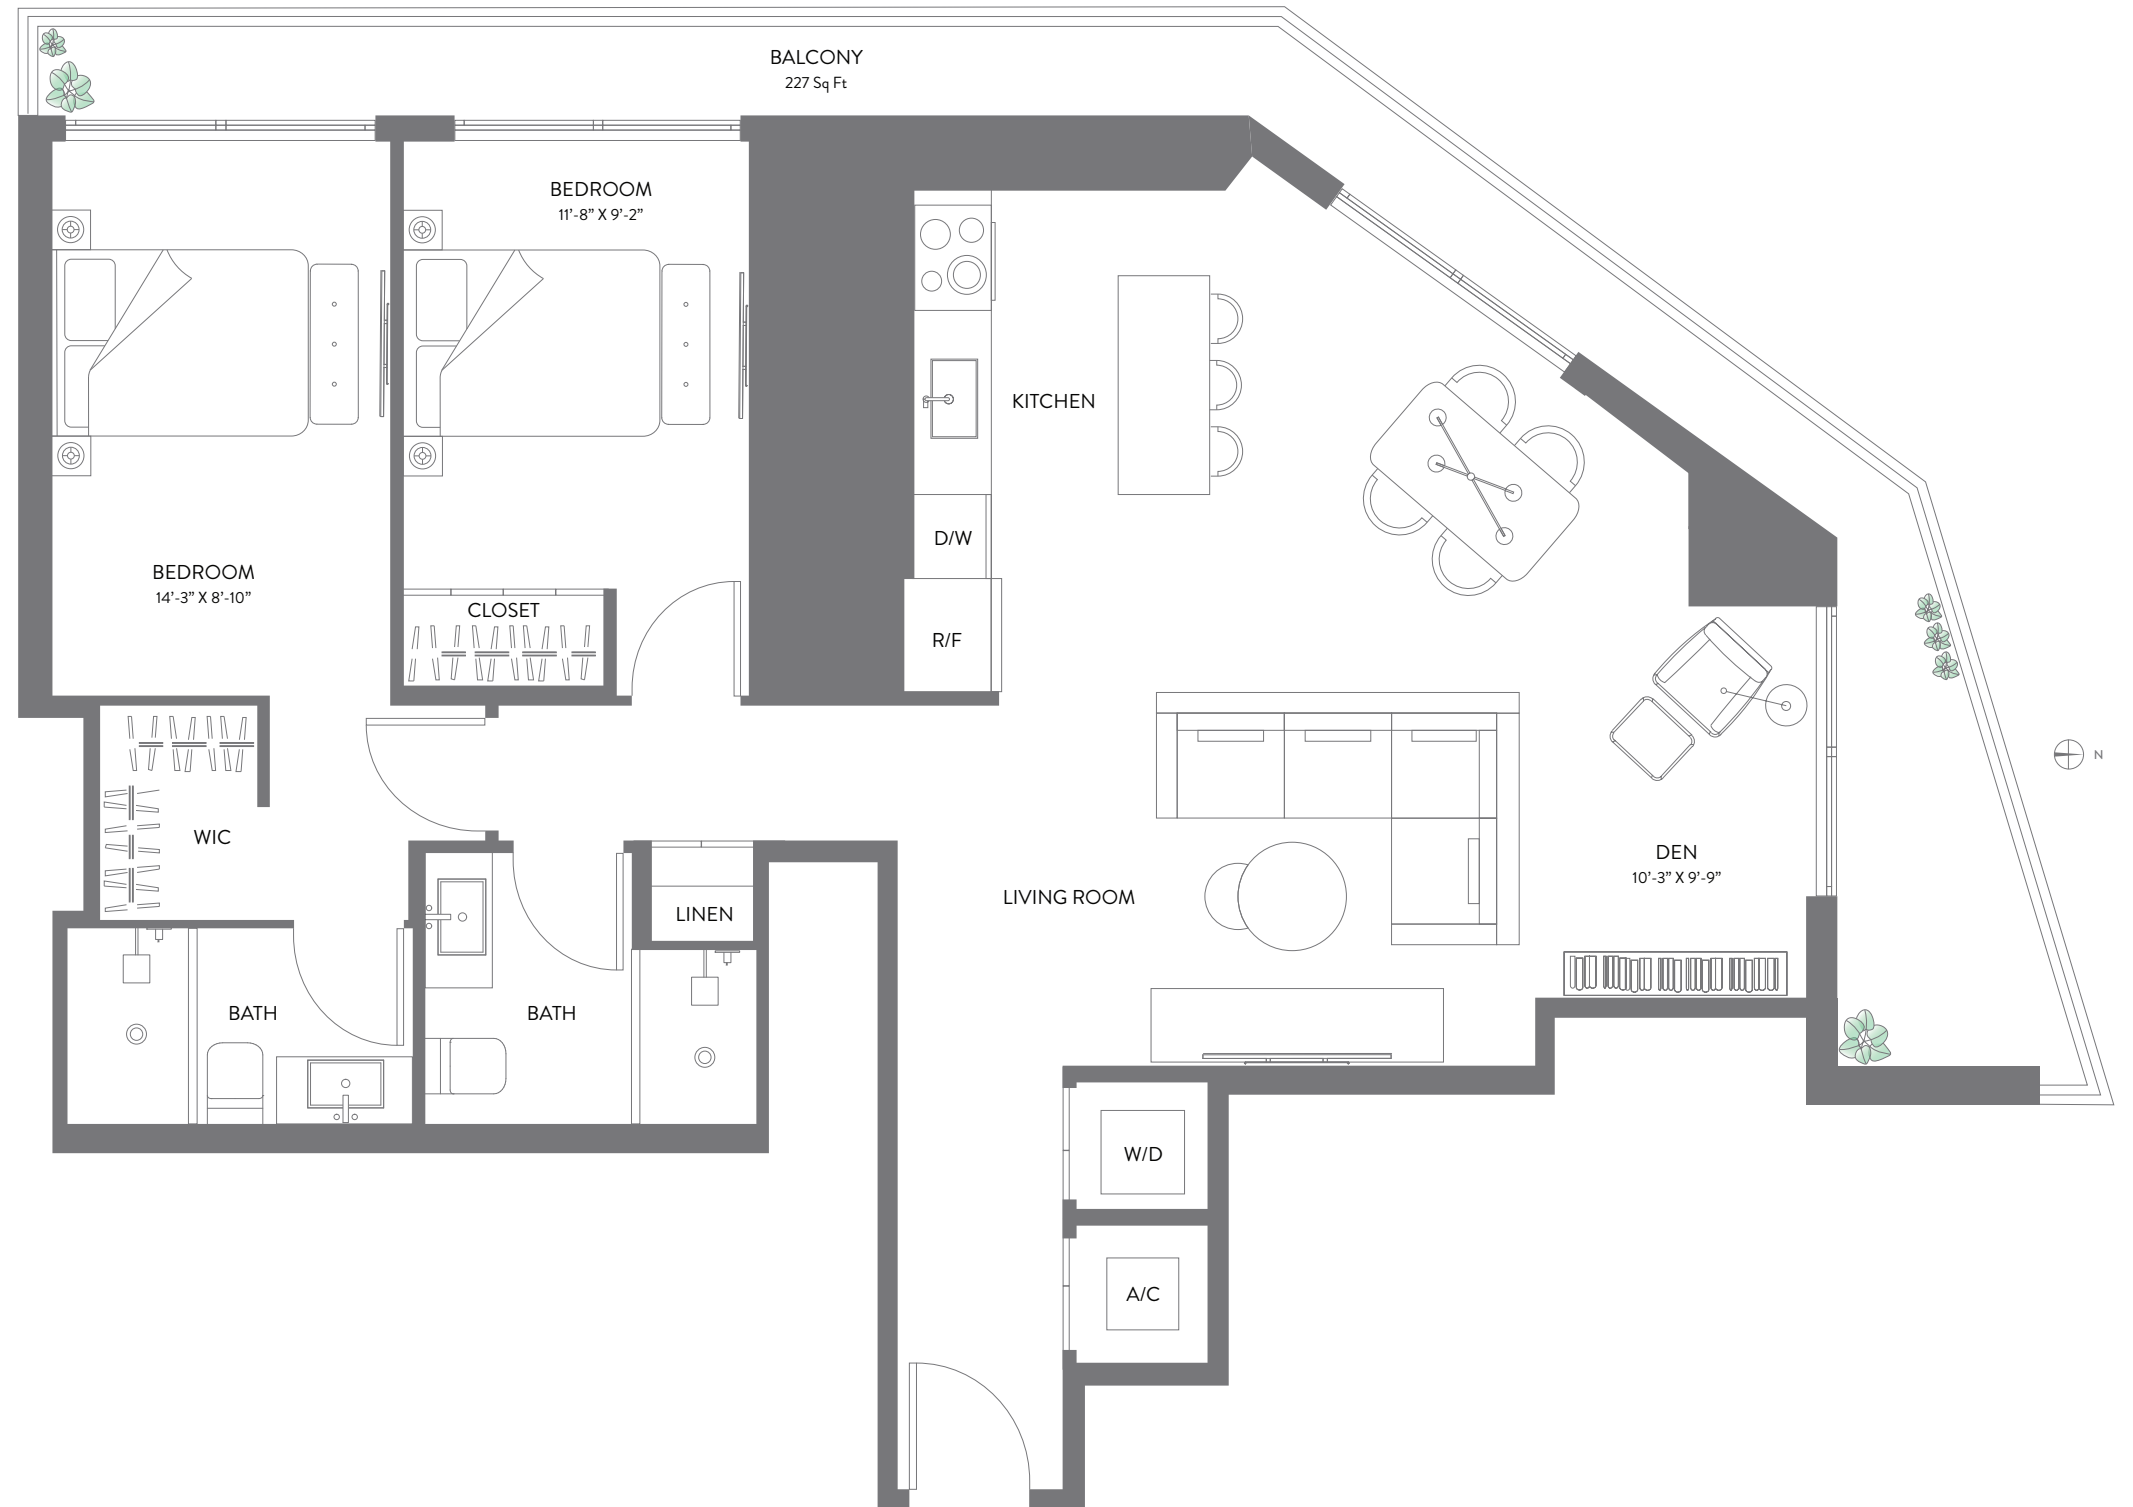 BALCONY
227 Sq Ft
BEDROOM
11’-8” X 9’-2”
KITCHEN
D/W
BEDROOM
14’-3” X 8’-10”
CLOSET
R/F
N
WIC
DEN
10’-3” X 9’-9”
LIVING ROOM
LINEN
BATH
BATH
W/D
A/C